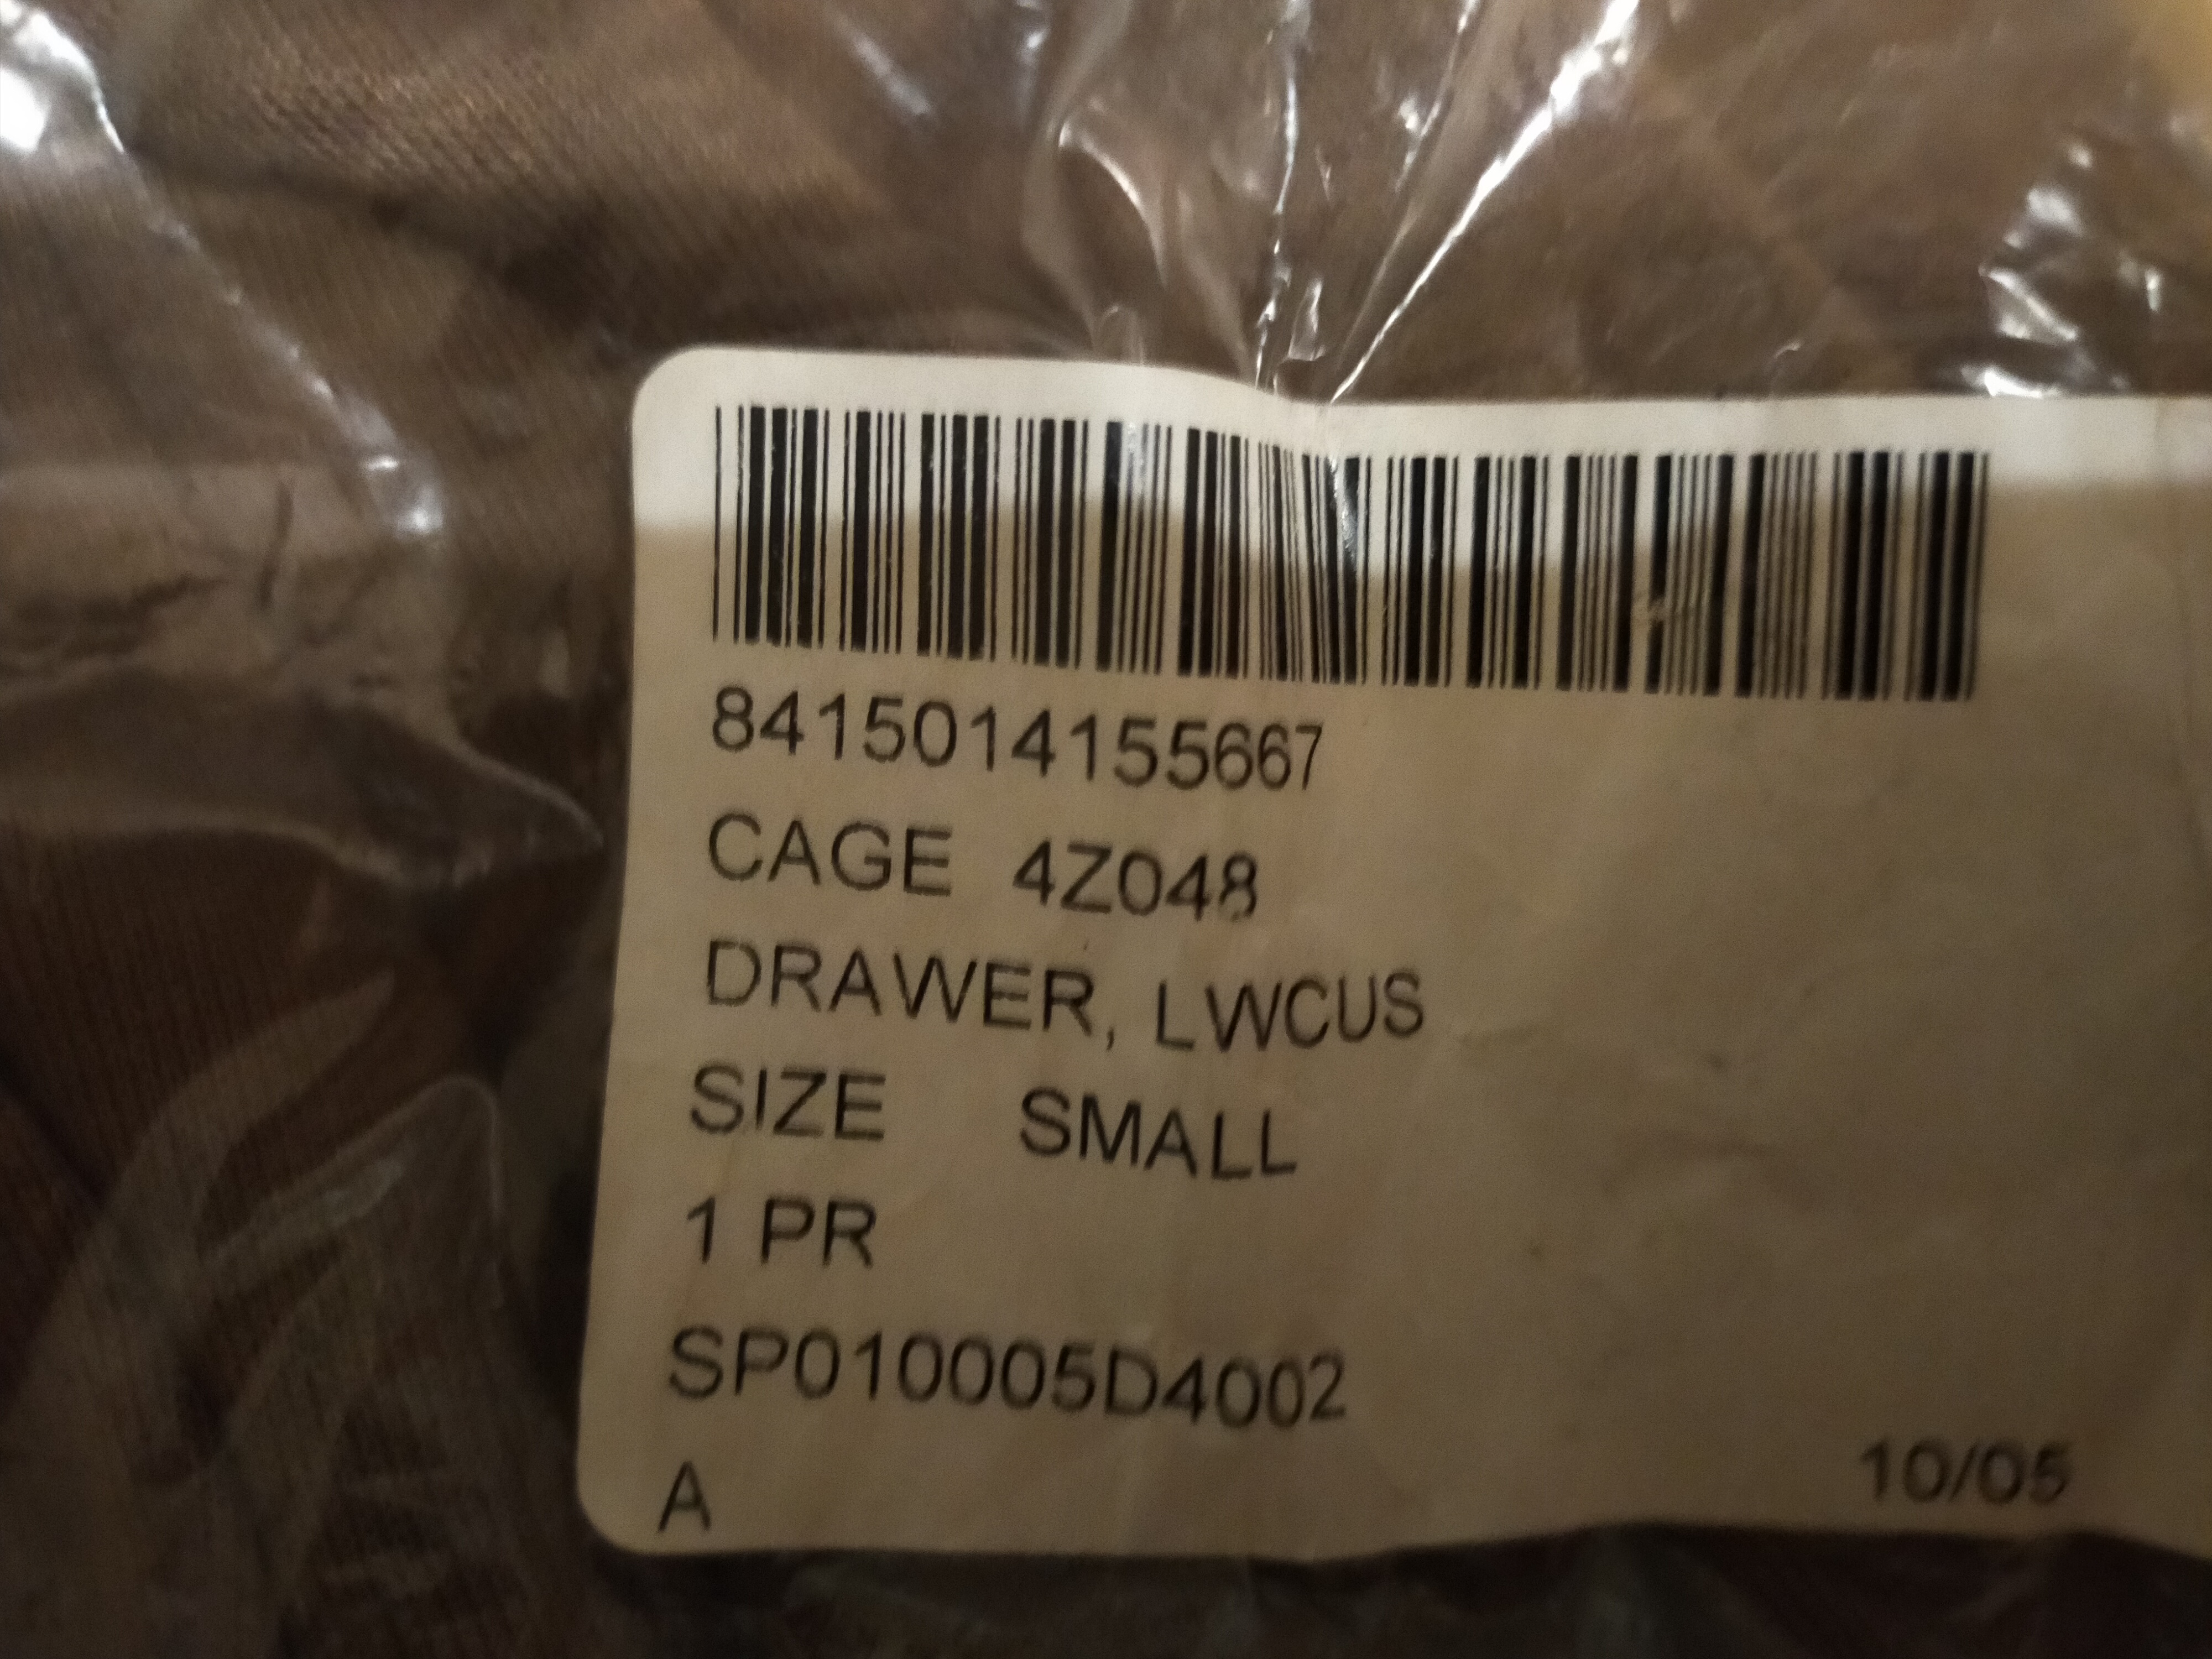 8415014155667
CAGE 4Z048
DRAWER, LWCUS
SIZE SMALL
1 PR
SP010005D4002
A
10/05